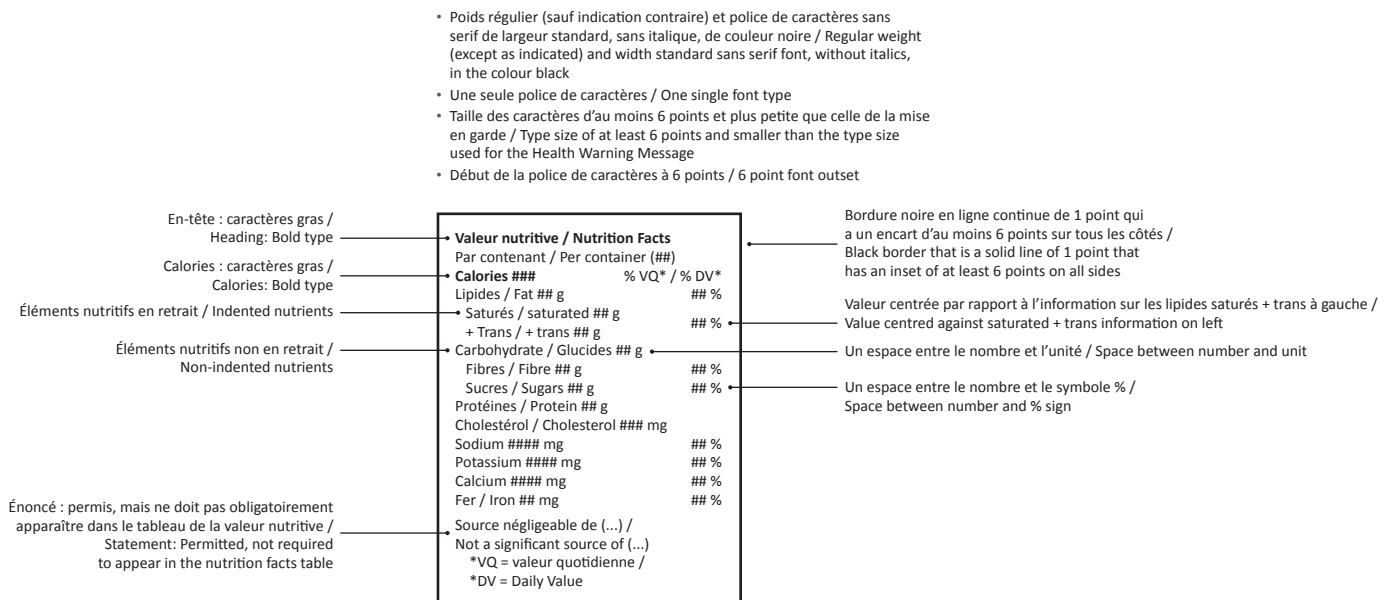 • Poids régulier (sauf indication contraire) et police de caractères sans
serif de largeur standard, sans italique, de couleur noire / Regular weight
(except as indicated) and width standard sans serif font, without italics,
in the colour black
• Une seule police de caractères / One single font type
• Taille des caractères d'au moins 6 points et plus petite que celle de la mise
en garde / Type size of at least 6 points and smaller than the type size
used for the Health Warning Message
• Début de la police de caractères à 6 points / 6 point font outset
En-tête : caractères gras /
Heading: Bold type
Calories : caractères gras /
Calories: Bold type
Éléments nutritifs en retrait / Indented nutrients
Éléments nutritifs non en retrait /
Non-indented nutrients
Énoncé : permis, mais ne doit pas obligatoirement
apparaître dans le tableau de la valeur nutritive /
Statement: Permitted, not required
to appear in the nutrition facts table
Valeur nutritive / Nutrition Facts
Par contenant / Per container (##)
Calories ### % VQ* / % DV*
Lipides / Fat ## g ## %
Saturés / saturated ## g
+ Trans / + trans ## g ## %
Carbohydrate / Glucides ## g
Fibres / Fibre ## g ## %
Sucres / Sugars ## g ## %
Protéines / Protein ## g
Cholestérol / Cholesterol ### mg
Sodium #### mg ## %
Potassium #### mg ## %
Calcium #### mg ## %
Fer / Iron ## mg ## %
Source négligeable de (...) /
Not a significant source of (...)
*VQ = valeur quotidienne /
*DV = Daily Value
Bordure noire en ligne continue de 1 point qui
a un encart d'au moins 6 points sur tous les côtés /
Black border that is a solid line of 1 point that
has an inset of at least 6 points on all sides
Valeur centrée par rapport à l'information sur les lipides saturés + trans à gauche /
Value centred against saturated + trans information on left
Un espace entre le nombre et l'unité / Space between number and unit
Un espace entre le nombre et le symbole % /
Space between number and % sign